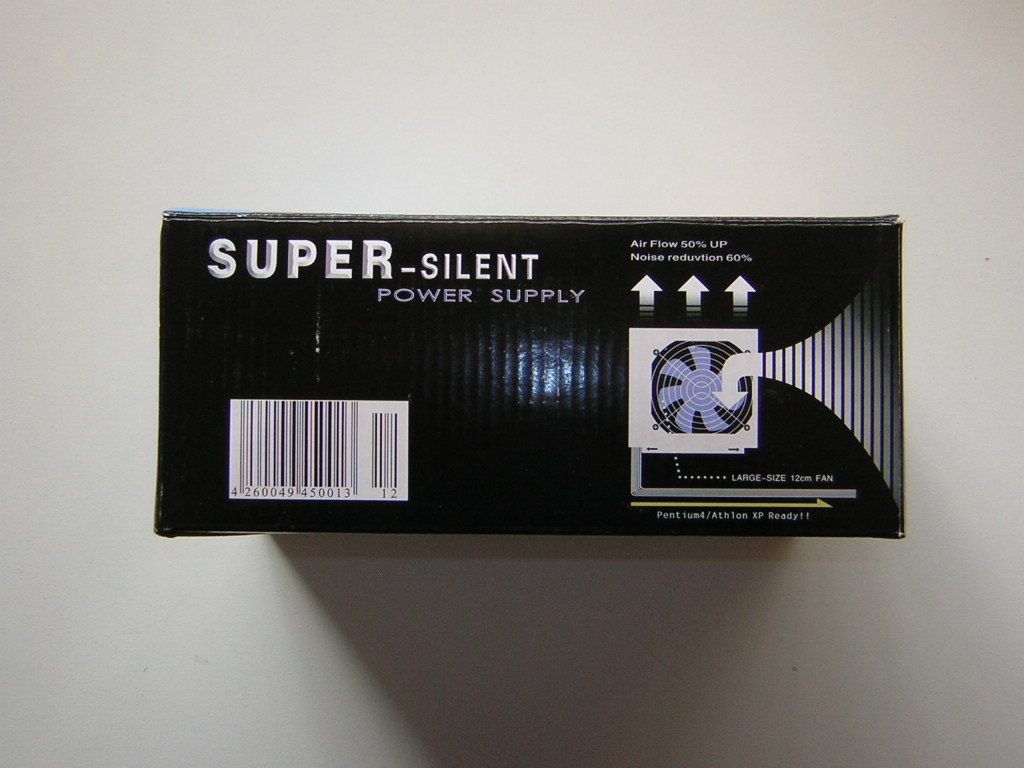 SUPER-SILENT
POWER SUPPLY
Air Flow 50% UP
Noise reduvtion 60%
4 260049 450013 12
LARGE-SIZE 12cm FAN
Pentium4/Athlon XP Ready!!